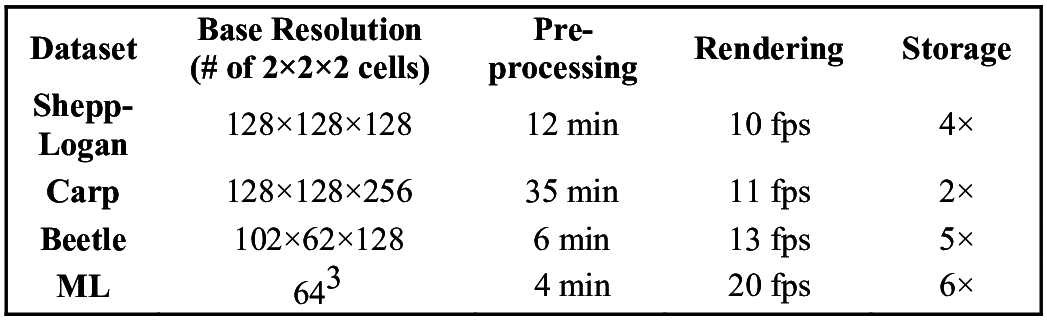 Dataset Base Resolution (# of 2×2×2 cells) Pre-processing Rendering Storage
Shepp-Logan 128×128×128 12 min 10 fps 4×
Carp 128×128×256 35 min 11 fps 2×
Beetle 102×62×128 6 min 13 fps 5×
ML 64³ 4 min 20 fps 6×